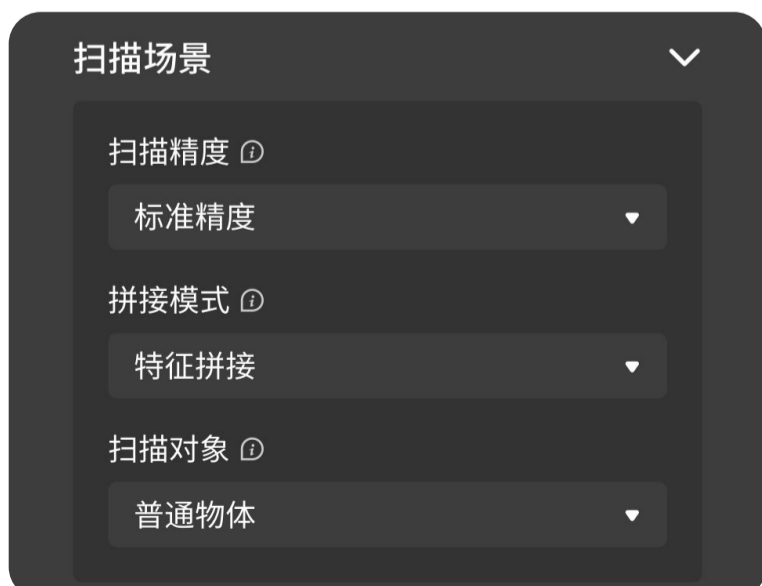 扫描场景
扫描精度
标准精度
拼接模式
特征拼接
扫描对象
普通物体